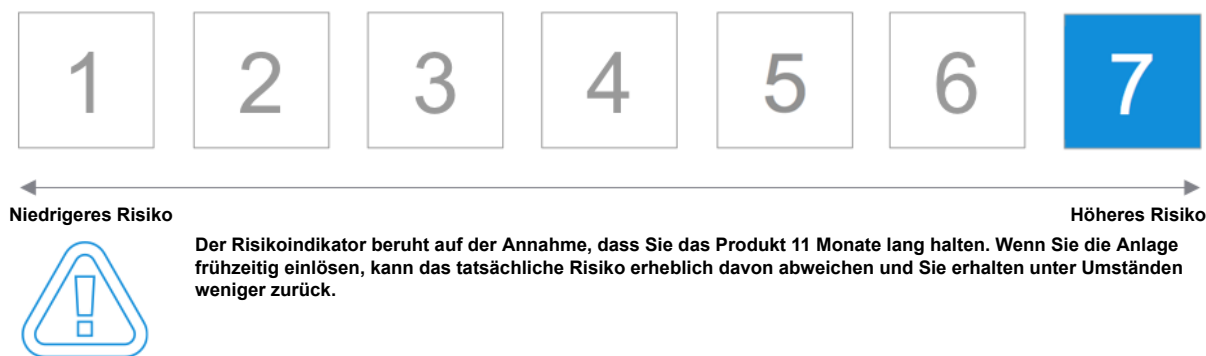 1 2 3 4 5 6 7
Niedrigeres Risiko Höheres Risiko
Der Risikoindikator beruht auf der Annahme, dass Sie das Produkt 11 Monate lang halten. Wenn Sie die Anlage
frühzeitig einlösen, kann das tatsächliche Risiko erheblich davon abweichen und Sie erhalten unter Umständen
weniger zurück.